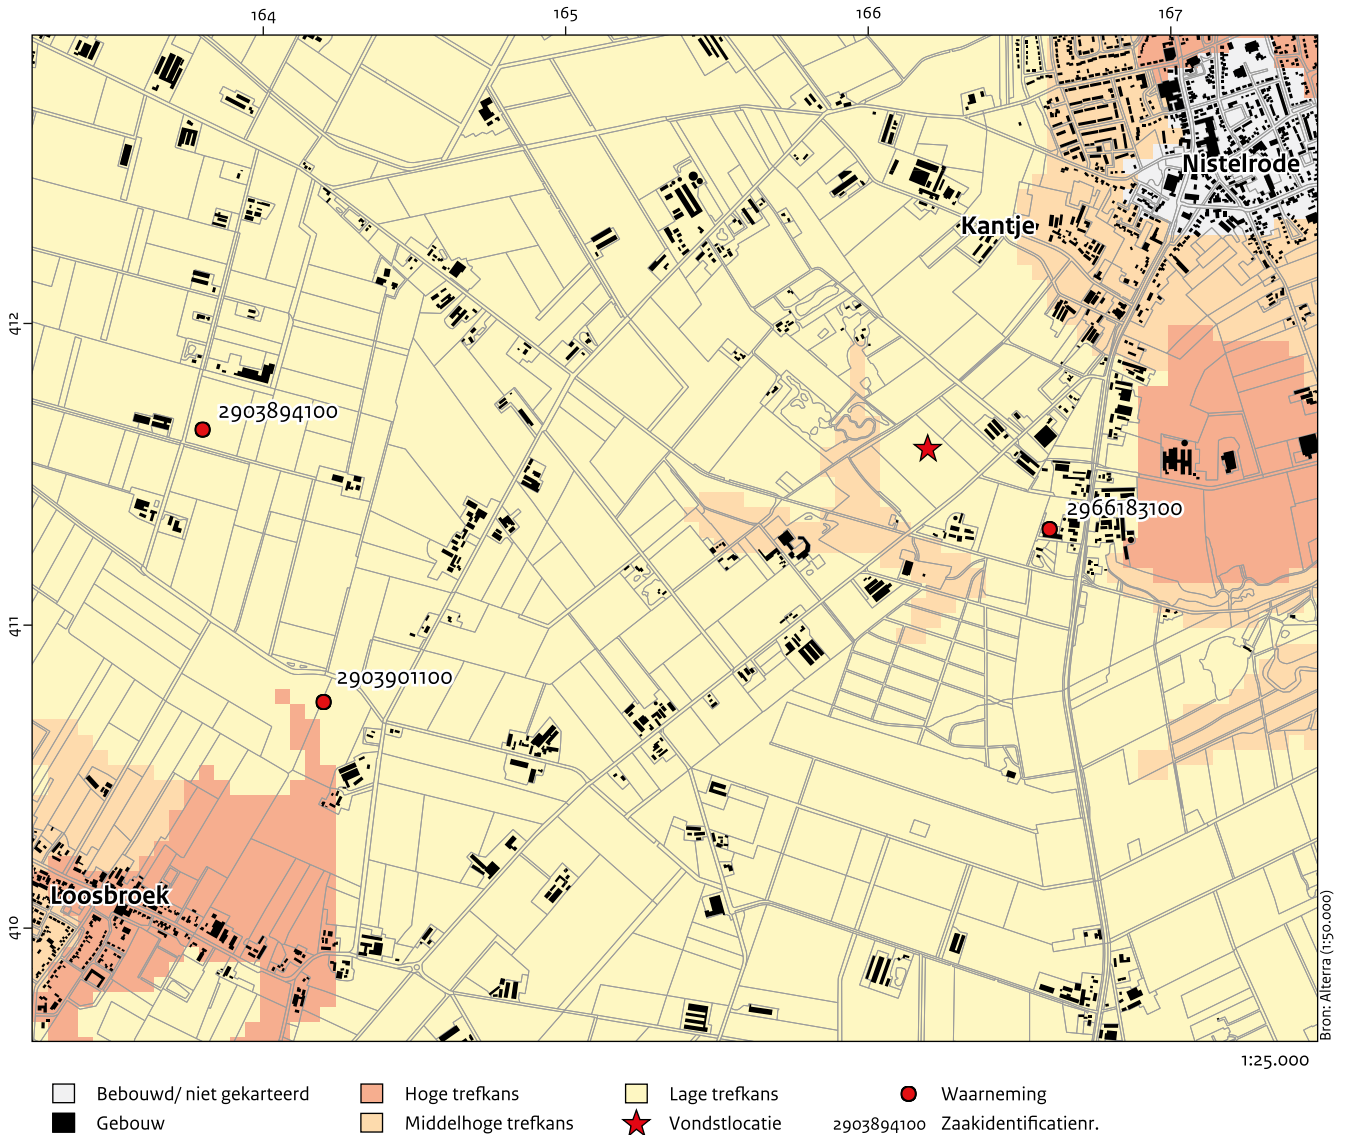 164 165 166 167
Nistelrode
Kantje
412
2903894100
2966183100
411
2903901100
Loosbroek
410
Bron: Alterra (1:50.000)
1:25.000
Bebouwd/ niet gekarteerd Hoge trefkans Lage trefkans Waarneming
Gebouw Middelhoge trefkans Vondstlocatie 2903894100 Zaakidentificatienr.